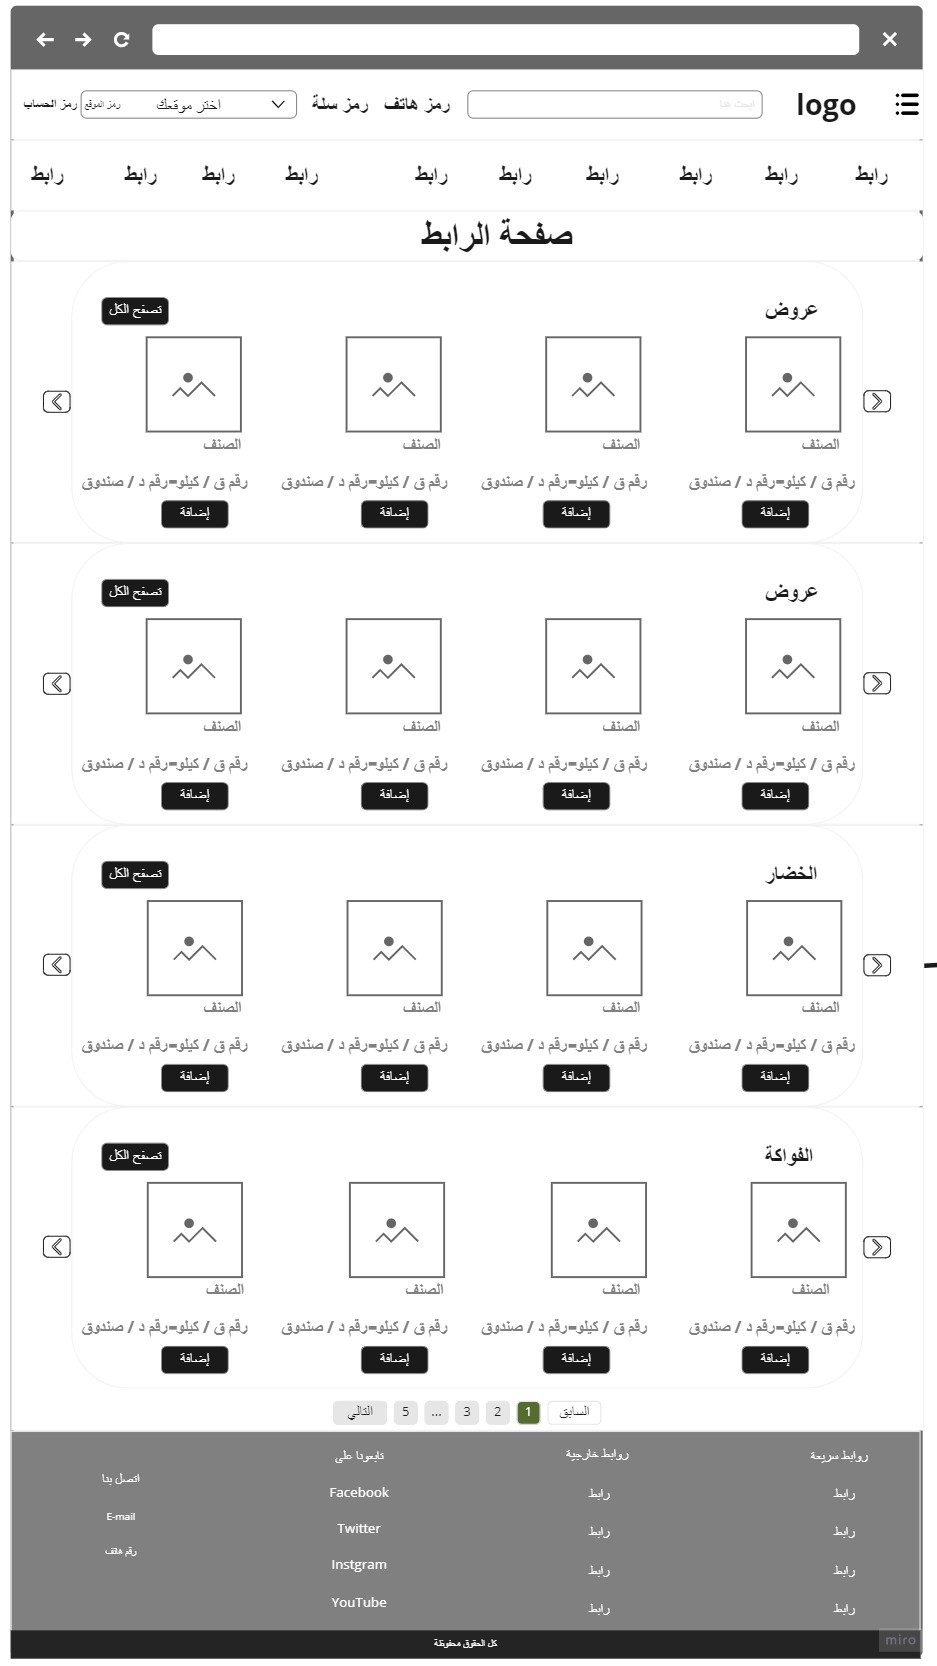 logo
ابحث هنا
رمز هاتف
رمز سلة
اختر موقعك
رمز الموقع
رمز الحساب
رابط رابط رابط رابط رابط رابط رابط رابط رابط رابط
صفحة الرابط
عروض
تصفح الكل
الصنف الصنف الصنف الصنف
رقم ق / كيلو=رقم د / صندوق رقم ق / كيلو=رقم د / صندوق رقم ق / كيلو=رقم د / صندوق رقم ق / كيلو=رقم د / صندوق
إضافة إضافة إضافة إضافة
عروض
تصفح الكل
الصنف الصنف الصنف الصنف
رقم ق / كيلو=رقم د / صندوق رقم ق / كيلو=رقم د / صندوق رقم ق / كيلو=رقم د / صندوق رقم ق / كيلو=رقم د / صندوق
إضافة إضافة إضافة إضافة
الخضار
تصفح الكل
الصنف الصنف الصنف الصنف
رقم ق / كيلو=رقم د / صندوق رقم ق / كيلو=رقم د / صندوق رقم ق / كيلو=رقم د / صندوق رقم ق / كيلو=رقم د / صندوق
إضافة إضافة إضافة إضافة
الفواكة
تصفح الكل
الصنف الصنف الصنف الصنف
رقم ق / كيلو=رقم د / صندوق رقم ق / كيلو=رقم د / صندوق رقم ق / كيلو=رقم د / صندوق رقم ق / كيلو=رقم د / صندوق
إضافة إضافة إضافة إضافة
السابق 1 2 3 ... 5 التالي
روابط سريعة
رابط
رابط
رابط
رابط
روابط خارجية
رابط
رابط
رابط
رابط
تابعونا على
Facebook
Twitter
Instgram
YouTube
اتصل بنا
E-mail
رقم هاتف
كل الحقوق محفوظة
miro